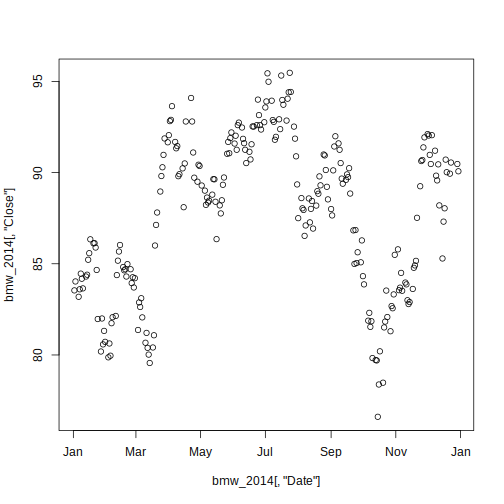 95
90
85
80
bmw_2014[, "Close"]
Jan Mar May Jul Sep Nov Jan
bmw_2014[, "Date"]